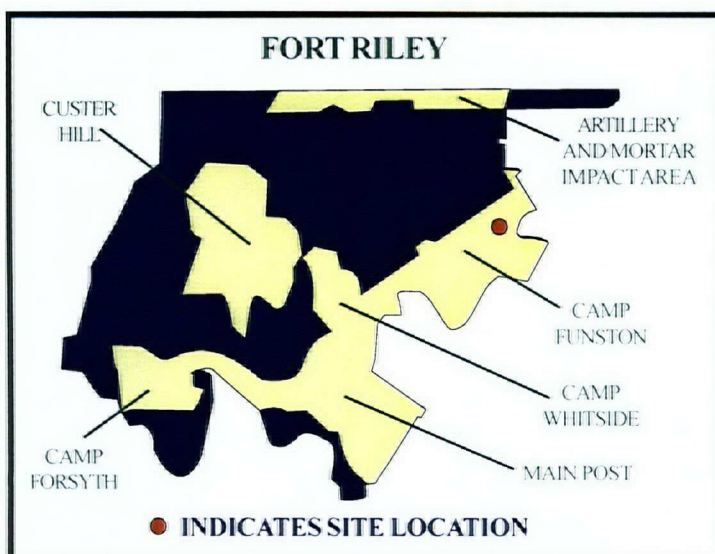 FORT RILEY
CUSTER
HILL
ARTILLERY
AND MORTAR
IMPACT AREA
CAMP
FUNSTON
CAMP
WHITSIDE
MAIN POST
CAMP
FORSYTH
INDICATES SITE LOCATION